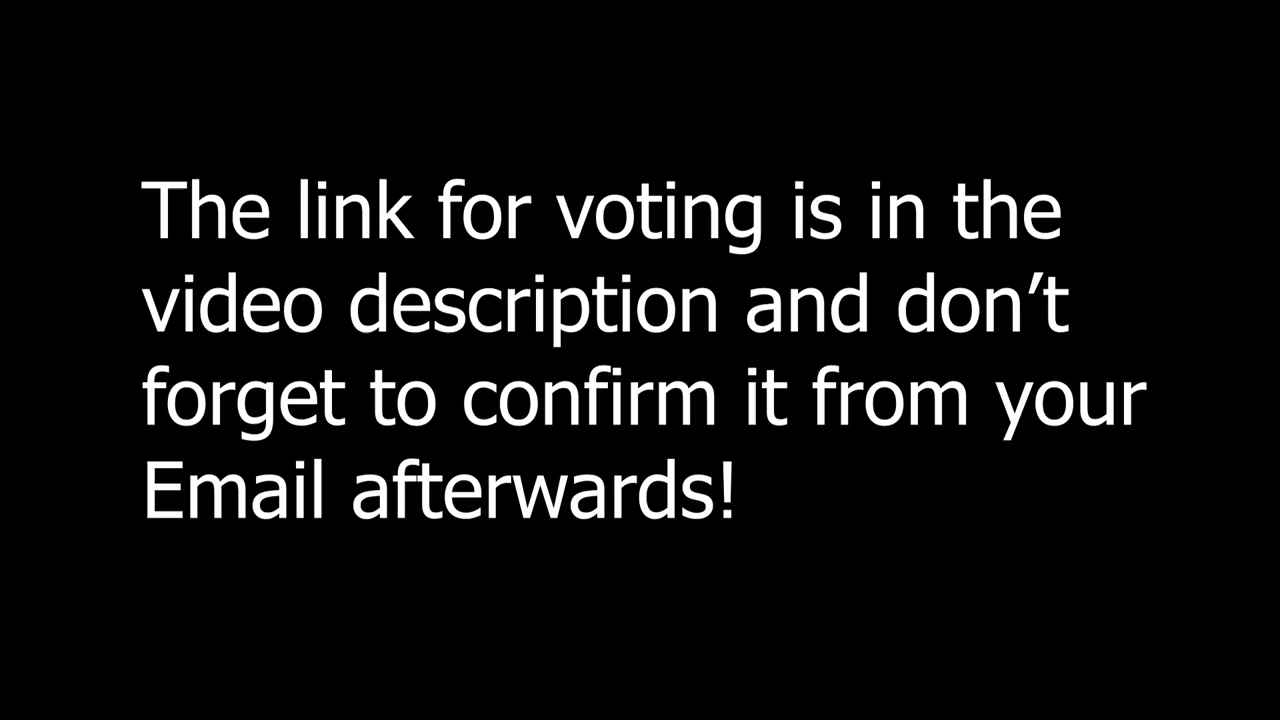 The link for voting is in the
video description and don’t
forget to confirm it from your
Email afterwards!